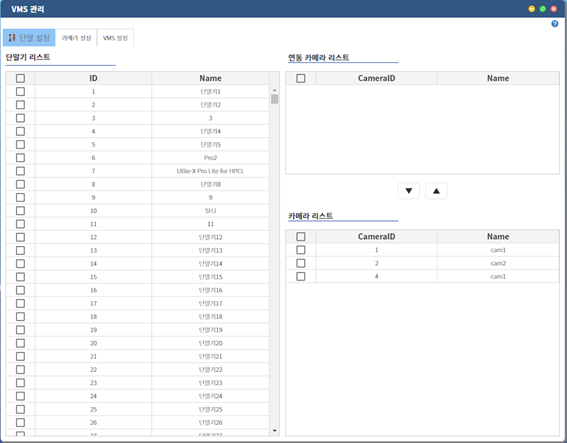 VMS 관리
단말 설정 카메라 설정 VMS 설정
단말기 리스트
ID Name
1 단말기1
2 단말기2
3 3
4 단말기4
5 단말기5
6 Pro2
7 UBio-X Pro Lite for HPCL
8 단말기8
9 9
10 SHJ
11 11
12 단말기12
13 단말기13
14 단말기14
15 단말기15
16 단말기16
17 단말기17
18 단말기18
19 단말기19
20 단말기20
21 단말기21
22 단말기22
23 단말기23
24 단말기24
25 단말기25
26 단말기26
27 단말기27
연동 카메라 리스트
CameraID Name
카메라 리스트
CameraID Name
1 cam1
2 cam2
4 cam1